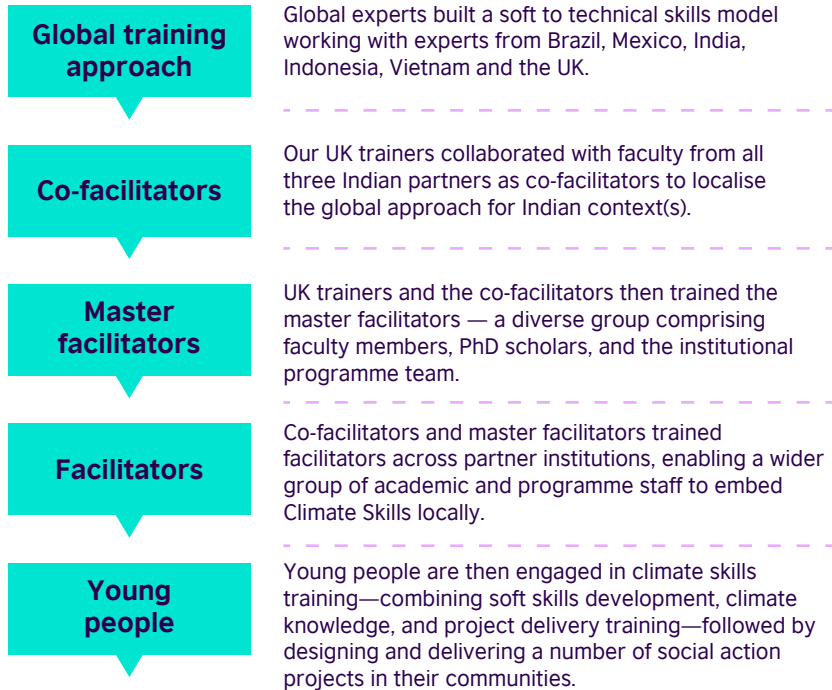 Global training
approach
Global experts built a soft to technical skills model
working with experts from Brazil, Mexico, India,
Indonesia, Vietnam and the UK.
Co-facilitators
Our UK trainers collaborated with faculty from all
three Indian partners as co-facilitators to localise
the global approach for Indian context(s).
Master
facilitators
UK trainers and the co-facilitators then trained the
master facilitators — a diverse group comprising
faculty members, PhD scholars, and the institutional
programme team.
Facilitators
Co-facilitators and master facilitators trained
facilitators across partner institutions, enabling a wider
group of academic and programme staff to embed
Climate Skills locally.
Young
people
Young people are then engaged in climate skills
training—combining soft skills development, climate
knowledge, and project delivery training—followed by
designing and delivering a number of social action
projects in their communities.